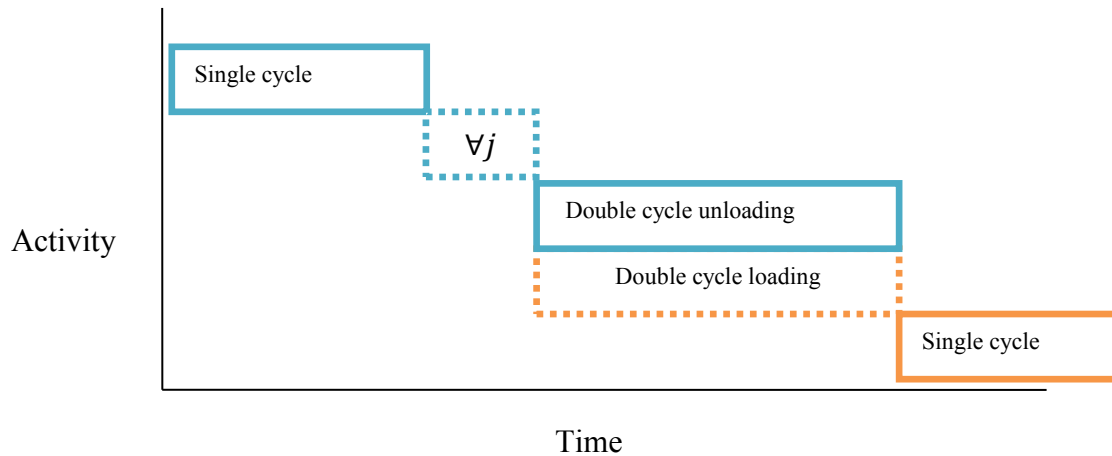 Single cycle
∀j
Double cycle unloading
Activity
Double cycle loading
Single cycle
Time